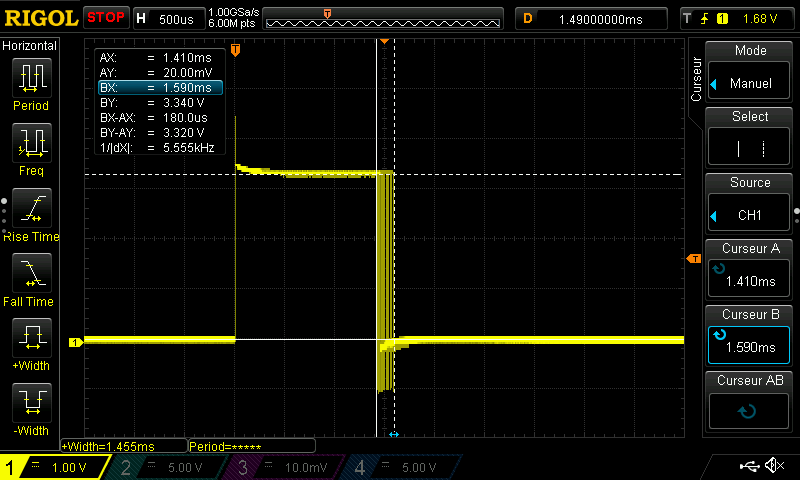 RIGOL STOP H 500us 1.00GSa/s 6.00M pts T D 1.49000000ms T 1 1.68 V
Horizontal
Period
Freq
Rise Time
Fall Time
+Width
-Width
AX: = 1.410ms
AY: = 20.00mV
BX: = 1.590ms
BY: = 3.340 V
BX-AX: = 180.0us
BY-AY: = 3.320 V
1/|dX|: = 5.555kHz
T
T
1
Curseur
Mode
Manuel
Select
Source
CH1
Curseur A
1.410ms
Curseur B
1.590ms
Curseur AB
+Width=1.455ms Period=*****
1 = 1.00 V 2 = 5.00 V 3 = 10.0mV 4 = 5.00 V